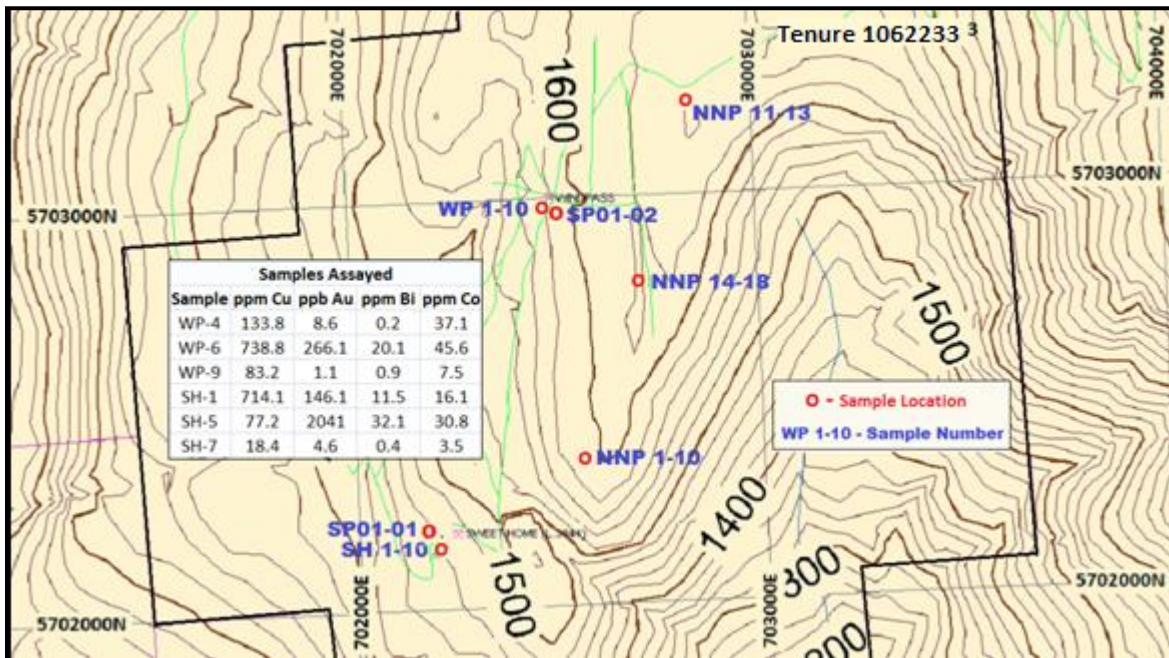 Tenure 1062233 3
702000E
703000E
704000E
1600
NNP 11-13
5703000N
5703000N
WINDPASS
WP 1-10
SP01-02
NNP 14-18
Samples Assayed
Sample ppm Cu ppb Au ppm Bi ppm Co
WP-4 133.8 8.6 0.2 37.1
WP-6 738.8 266.1 20.1 45.6
WP-9 83.2 1.1 0.9 7.5
SH-1 714.1 146.1 11.5 16.1
SH-5 77.2 2041 32.1 30.8
SH-7 18.4 4.6 0.4 3.5
1500
O - Sample Location
WP 1-10 - Sample Number
NNP 1-10
1400
SP01-01
SWEET HOME
SH 1-10
1500
300
5702000N
5702000N
702000E
703000E